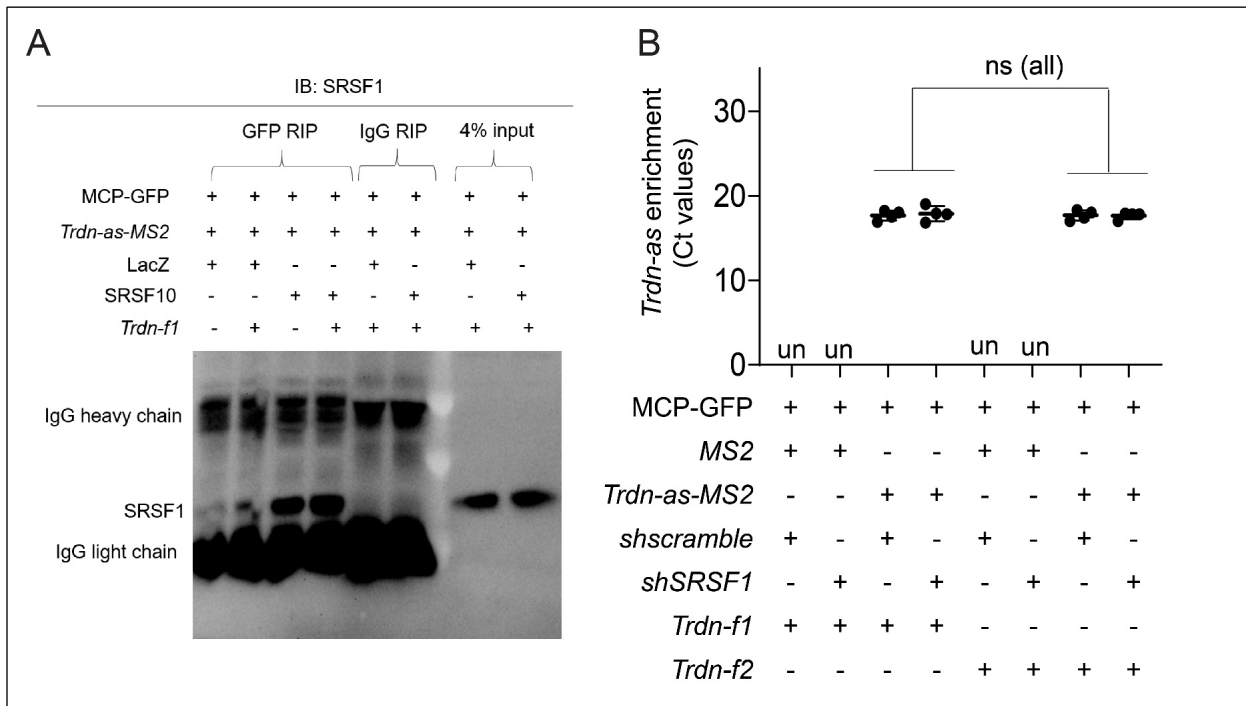 A
IB: SRSF1
GFP RIP IgG RIP 4% input
MCP-GFP + + + + + + + +
Trdn-as-MS2 + + + + + + + +
LacZ + + - - + - + -
SRSF10 - - + + - + - +
Trdn-f1 - + - + + + + +
IgG heavy chain
SRSF1
IgG light chain
B
ns (all)
Trdn-as enrichment
(Ct values)
30
20
10
0
un un un un
MCP-GFP + + + + + + + +
MS2 + + - - + + - -
Trdn-as-MS2 - - + + - - + +
shscramble + - + - + - + -
shSRSF1 - + - + - + - +
Trdn-f1 + + + + - - - -
Trdn-f2 - - - - + + + +